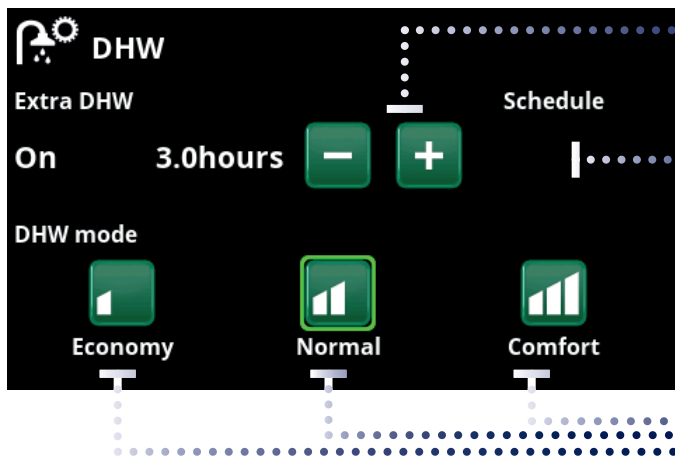 DHW
Extra DHW Schedule
On 3.0hours − +
DHW mode
Economy Normal Comfort